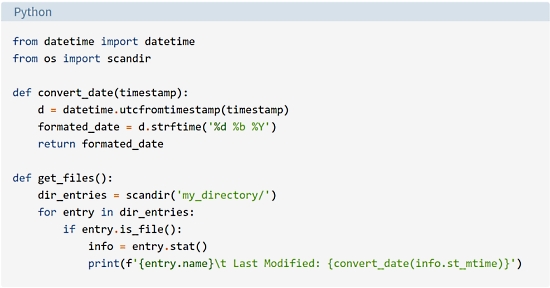 Python
from datetime import datetime
from os import scandir
def convert_date(timestamp):
    d = datetime.utcfromtimestamp(timestamp)
    formated_date = d.strftime('%d %b %Y')
    return formated_date
def get_files():
    dir_entries = scandir('my_directory/')
    for entry in dir_entries:
        if entry.is_file():
            info = entry.stat()
            print(f'{entry.name}\t Last Modified: {convert_date(info.st_mtime)}')